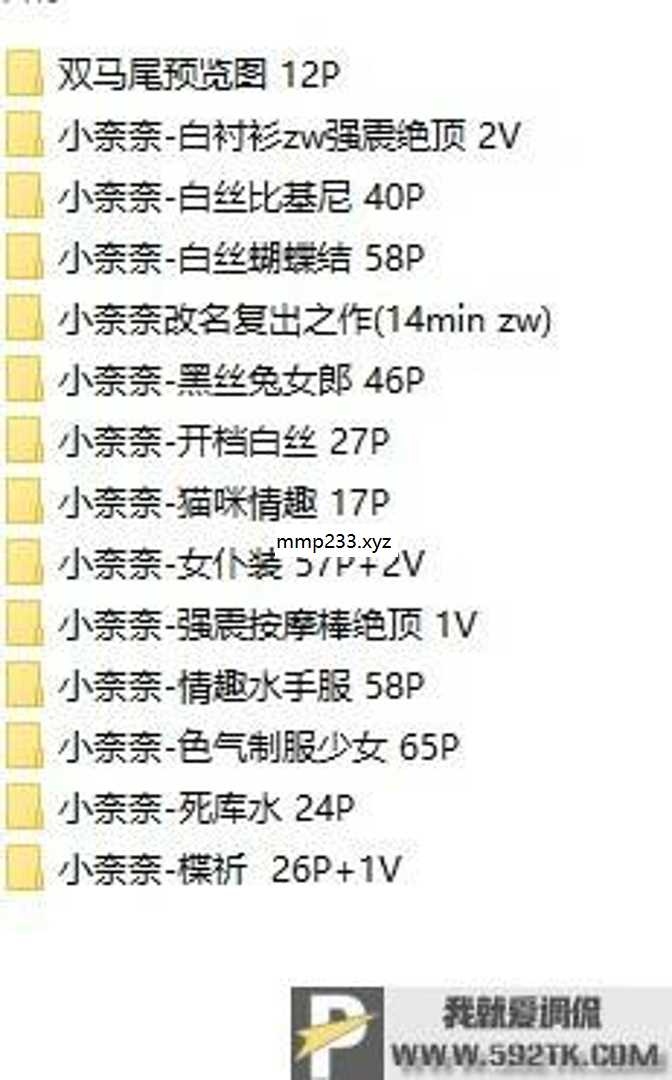 双马尾预览图 12P
小奈奈-白衬衫zw强震绝顶 2V
小奈奈-白丝比基尼 40P
小奈奈-白丝蝴蝶结 58P
小奈奈改名复出之作(14min zw)
小奈奈-黑丝兔女郎 46P
小奈奈-开档白丝 27P
小奈奈-猫咪情趣 17P
mmp233.xyz
小奈奈-女仆装 57P+2V
小奈奈-强震按摩棒绝顶 1V
小奈奈-情趣水手服 58P
小奈奈-色气制服少女 65P
小奈奈-死库水 24P
小奈奈-楪祈 26P+1V
P
我就爱调侃
WWW.592TK.COM